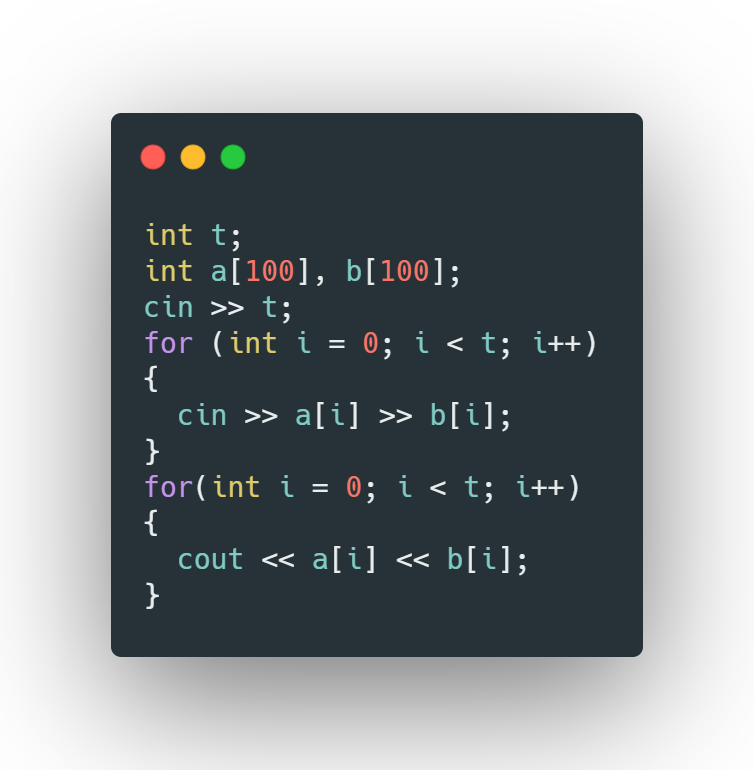 int t;
int a[100], b[100];
cin >> t;
for (int i = 0; i < t; i++)
{
  cin >> a[i] >> b[i];
}
for(int i = 0; i < t; i++)
{
  cout << a[i] << b[i];
}